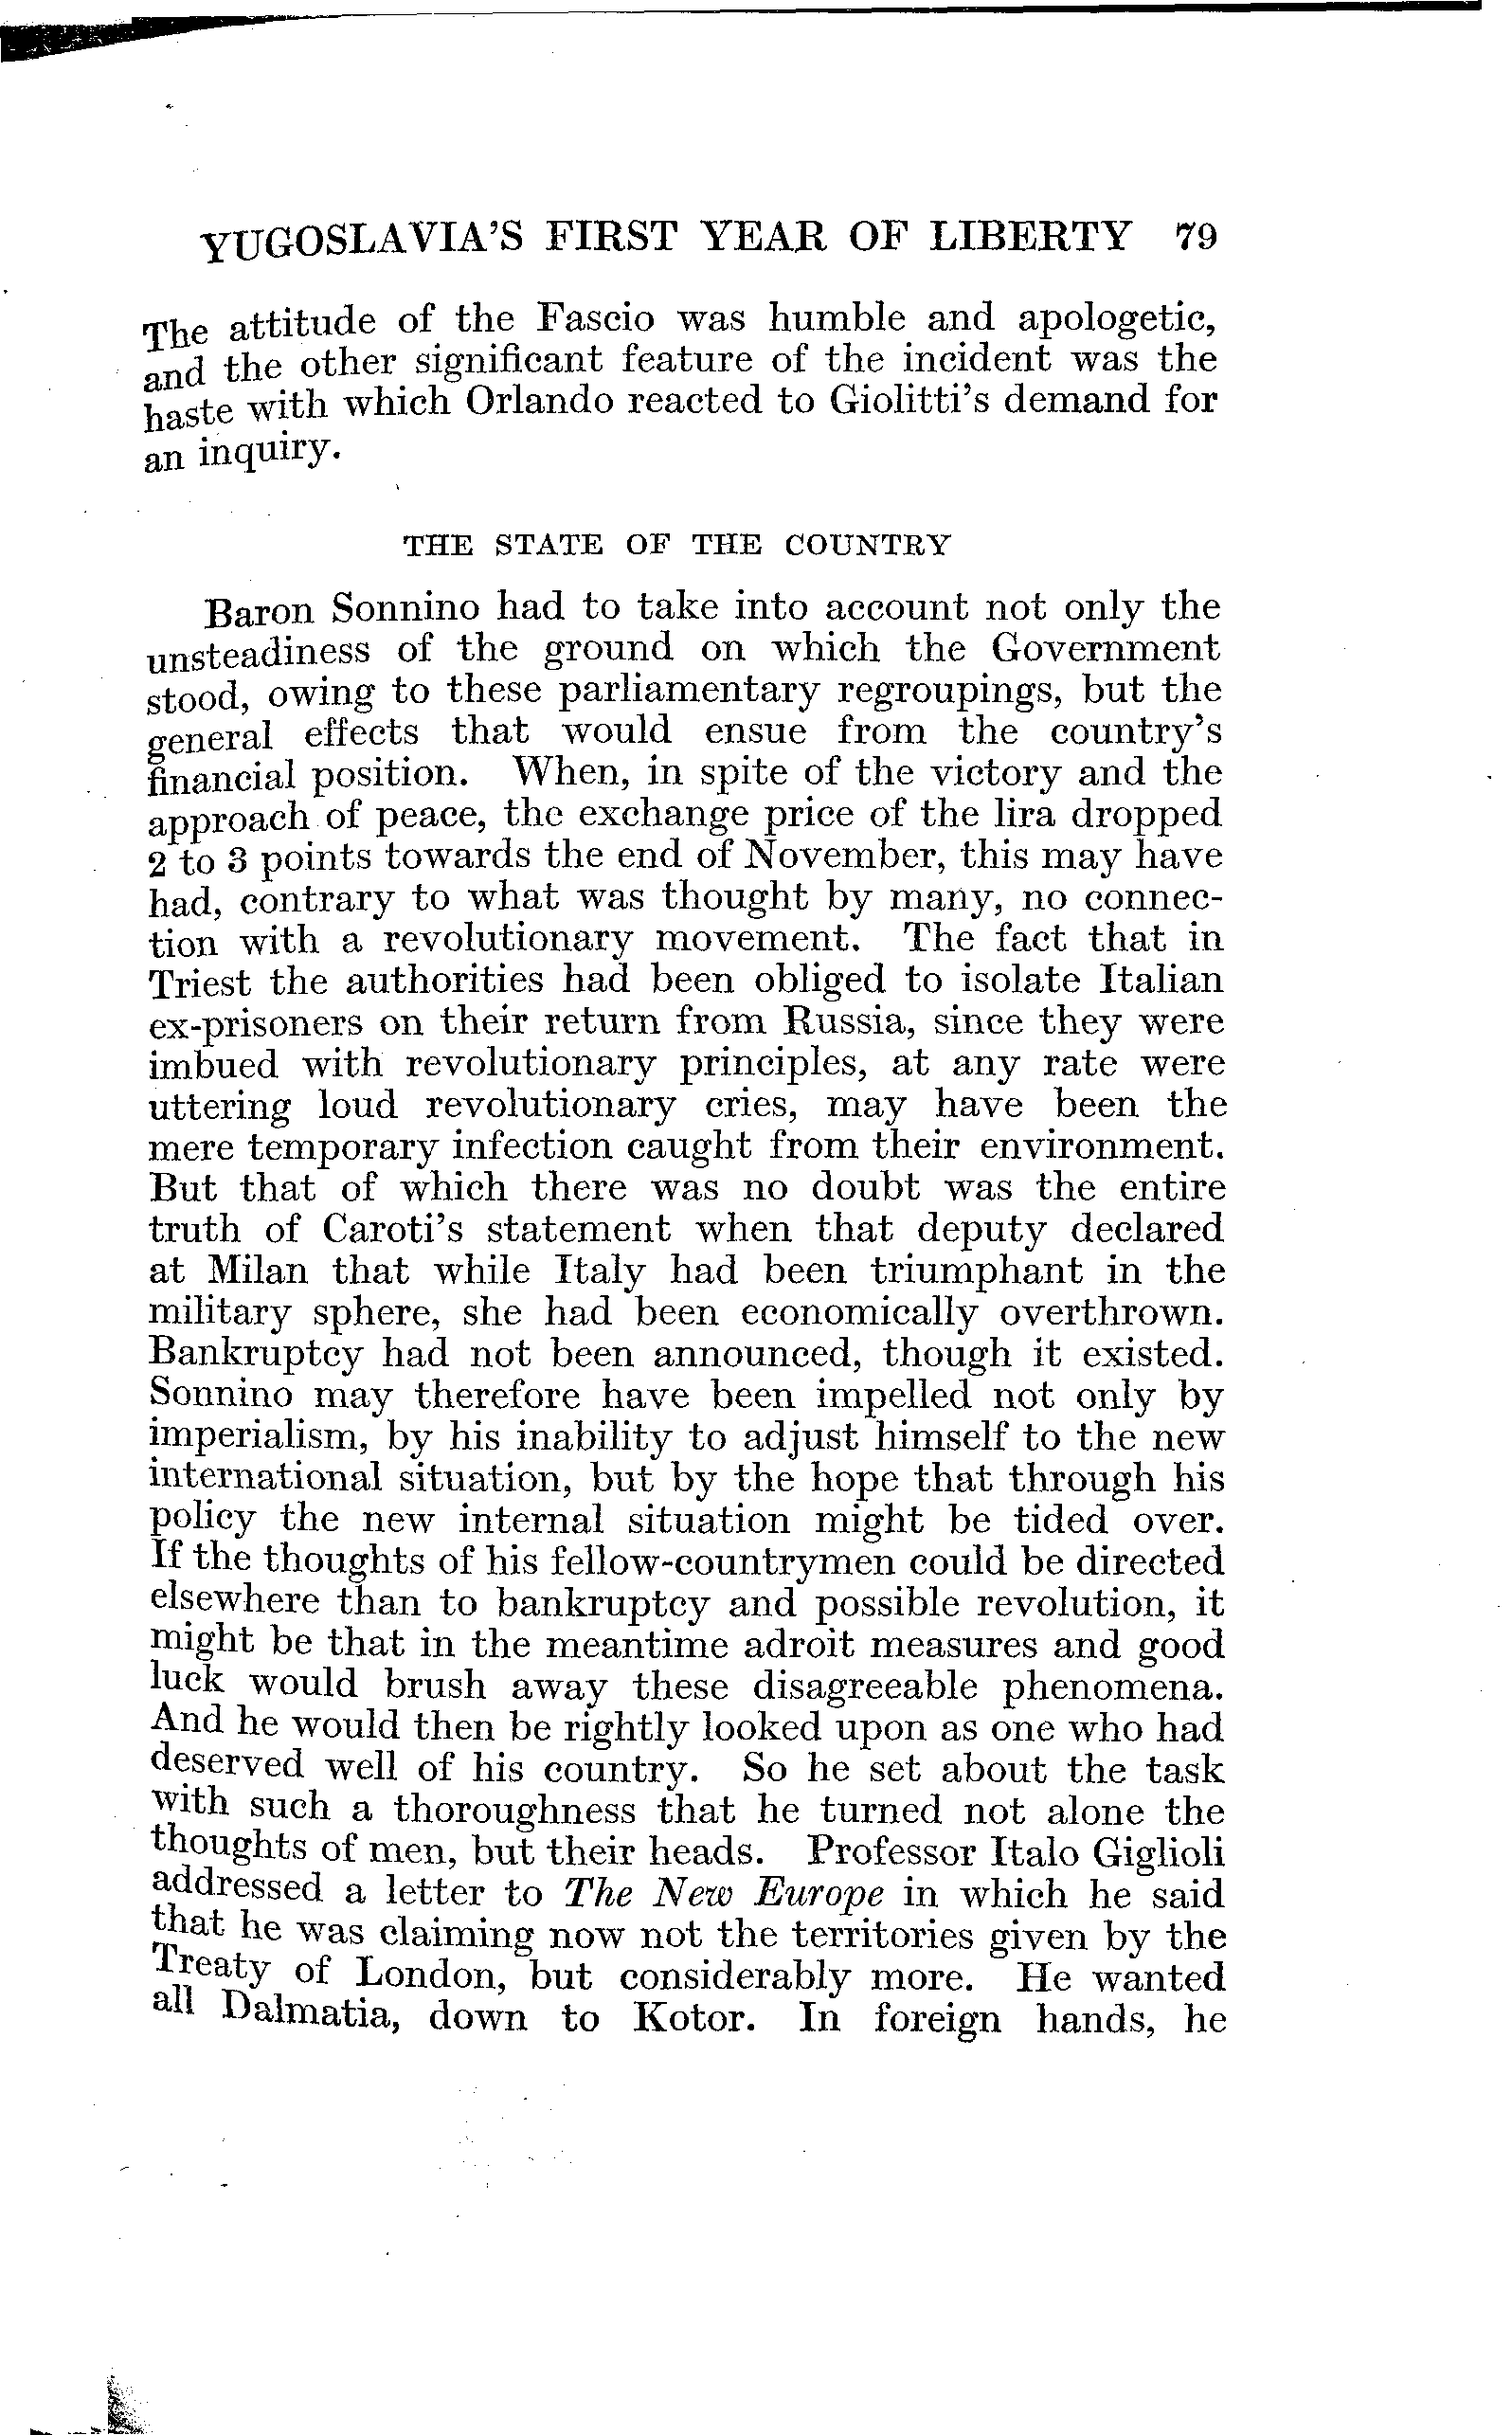 YUGOSLAVIA'S FIRST YEAR OF LIBERTY 79
The attitude of the Fascio was humble and apologetic,
and the other significant feature of the incident was the
haste with which Orlando reacted to Giolitti's demand for
an inquiry.
THE STATE OF THE COUNTRY
Baron Sonnino had to take into account not only the
unsteadiness of the ground on which the Government
stood, owing to these parliamentary regroupings, but the
general effects that would ensue from the country's
financial position. When, in spite of the victory and the
approach of peace, the exchange price of the lira dropped
2 to 3 points towards the end of November, this may have
had, contrary to what was thought by many, no connec-
tion with a revolutionary movement. The fact that in
Triest the authorities had been obliged to isolate Italian
ex-prisoners on their return from Russia, since they were
imbued with revolutionary principles, at any rate were
uttering loud revolutionary cries, may have been the
mere temporary infection caught from their environment.
But that of which there was no doubt was the entire
truth of Caroti's statement when that deputy declared
at Milan that while Italy had been triumphant in the
military sphere, she had been economically overthrown.
Bankruptcy had not been announced, though it existed.
Sonnino may therefore have been impelled not only by
imperialism, by his inability to adjust himself to the new
international situation, but by the hope that through his
policy the new internal situation might be tided over.
If the thoughts of his fellow-countrymen could be directed
elsewhere than to bankruptcy and possible revolution, it
might be that in the meantime adroit measures and good
luck would brush away these disagreeable phenomena.
And he would then be rightly looked upon as one who had
deserved well of his country. So he set about the task
with such a thoroughness that he turned not alone the
thoughts of men, but their heads. Professor Italo Giglioli
addressed a letter to The New Europe in which he said
that he was claiming now not the territories given by the
Treaty of London, but considerably more. He wanted
all Dalmatia, down to Kotor. In foreign hands, he